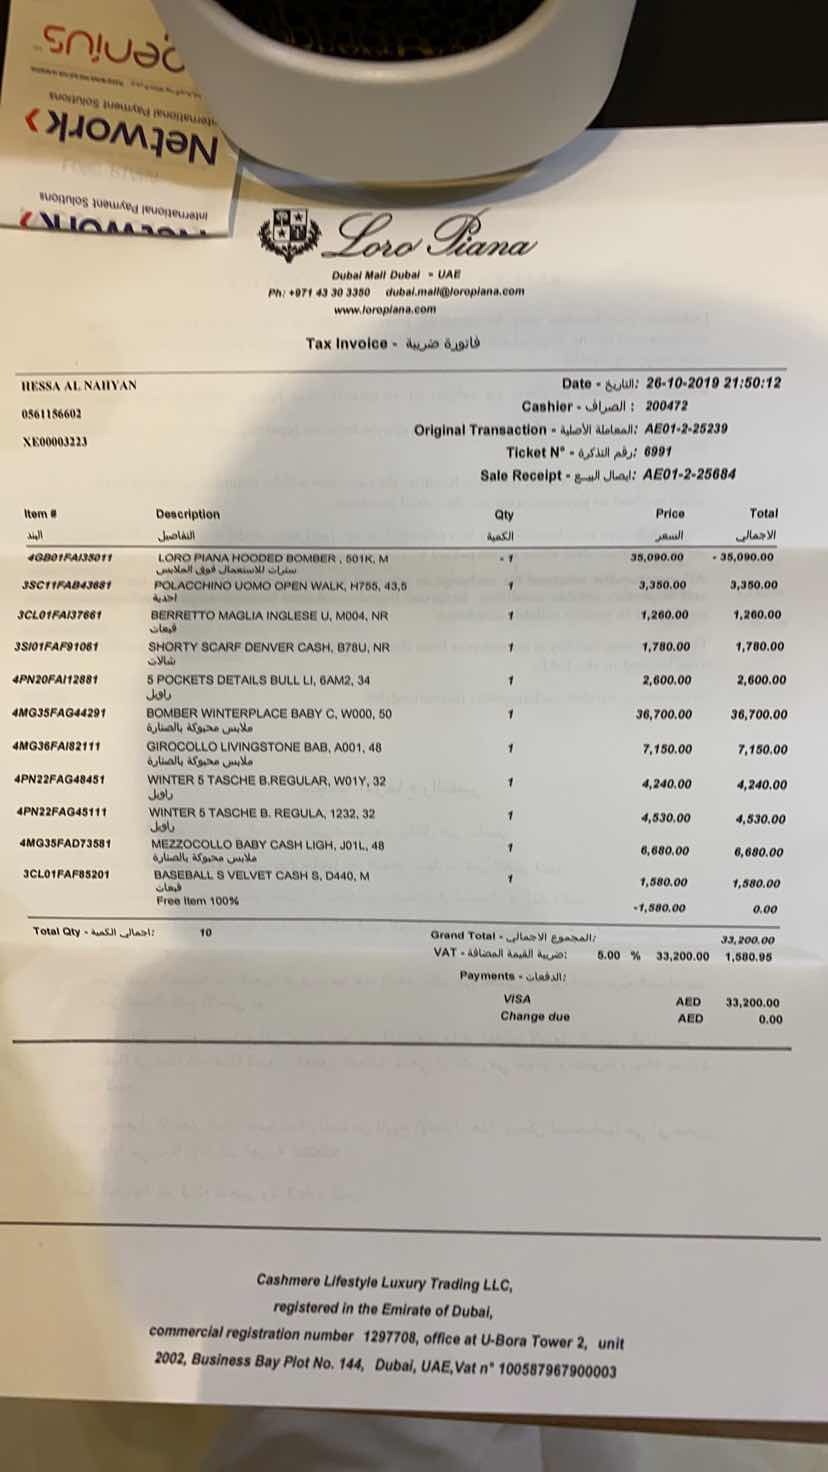 genius
International Payment Solutions
Network>
International Payment Solutions
Loro Piana
Dubai Mall Dubai - UAE
Ph: +971 43 30 3350 dubai.mall@loropiana.com
www.loropiana.com
Tax Invoice - فاتورة ضريبة
HESSA AL NAHYAN
0561156602
XE00003223
Date - التاريخ: 26-10-2019 21:50:12
Cashier - الصراف : 200472
Original Transaction - المعاملة الأصلية: AE01-2-25239
Ticket N° - رقم التذكرة: 6991
Sale Receipt - ايصال البيع: AE01-2-25684
Item # Description Qty Price Total
البند التفاصيل الكمية السعر الاجمالي
4GB01FAI35011 LORO PIANA HOODED BOMBER , 501K, M - 1 35,090.00 - 35,090.00
سترات للاستعمال فوق الملابس
3SC11FAB43681 POLACCHINO UOMO OPEN WALK, H755, 43,5 1 3,350.00 3,350.00
احذية
3CL01FAI37661 BERRETTO MAGLIA INGLESE U, M004, NR 1 1,260.00 1,260.00
قبعات
3SI01FAF91061 SHORTY SCARF DENVER CASH, B78U, NR 1 1,780.00 1,780.00
شالات
4PN20FAI12881 5 POCKETS DETAILS BULL LI, 6AM2, 34 1 2,600.00 2,600.00
4MG35FAG44291 BOMBER WINTERPLACE BABY C, W000, 50 1 36,700.00 36,700.00
ملابس محبوكة بالصنارة
4MG36FAI82111 GIROCOLLO LIVINGSTONE BAB, A001, 48 1 7,150.00 7,150.00
ملابس محبوكة بالصنارة
4PN22FAG48451 WINTER 5 TASCHE B.REGULAR, W01Y, 32 1 4,240.00 4,240.00
4PN22FAG45111 WINTER 5 TASCHE B. REGULA, 1232, 32 1 4,530.00 4,530.00
4MG35FAD73581 MEZZOCOLLO BABY CASH LIGH, J01L, 48 1 6,680.00 6,680.00
ملابس محبوكة بالصنارة
3CL01FAF85201 BASEBALL S VELVET CASH S, D440, M 1 1,580.00 1,580.00
قبعات
Free Item 100% -1,580.00 0.00
Total Qty - اجمالي الكمية: 10
Grand Total - المجموع الاجمالي: 33,200.00
VAT - ضريبة القيمة المضافة: 5.00 % 33,200.00 1,580.95
Payments - الدفعات:
VISA AED 33,200.00
Change due AED 0.00
Cashmere Lifestyle Luxury Trading LLC,
registered in the Emirate of Dubai,
commercial registration number 1297708, office at U-Bora Tower 2, unit
2002, Business Bay Plot No. 144, Dubai, UAE,Vat n° 100587967900003